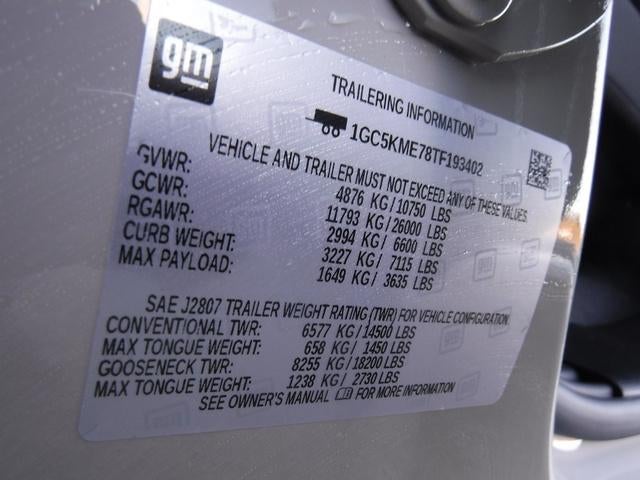 gm
TRAILERING INFORMATION
1GC5KME78TF193402
VEHICLE AND TRAILER MUST NOT EXCEED ANY OF THESE VALUES
GVWR: 4876 KG/10750 LBS
GCWR: 11793 KG/26000 LBS
RGAWR: 2994 KG/ 6600 LBS
CURB WEIGHT: 3227 KG/ 7115 LBS
MAX PAYLOAD: 1649 KG/ 3635 LBS
SAE J2807 TRAILER WEIGHT RATING (TWR) FOR VEHICLE CONFIGURATION.
CONVENTIONAL TWR: 6577 KG/14500 LBS
MAX TONGUE WEIGHT: 658 KG/ 1450 LBS
GOOSENECK TWR: 8255 KG/18200 LBS
MAX TONGUE WEIGHT: 1238 KG/ 2730 LBS
SEE OWNER'S MANUAL FOR MORE INFORMATION